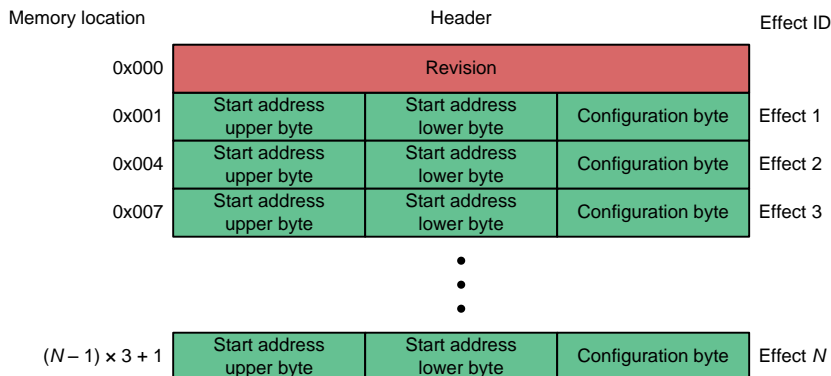 Memory location Header Effect ID
0x000 Revision
0x001 Start address upper byte Start address lower byte Configuration byte Effect 1
0x004 Start address upper byte Start address lower byte Configuration byte Effect 2
0x007 Start address upper byte Start address lower byte Configuration byte Effect 3
(N – 1) × 3 + 1 Start address upper byte Start address lower byte Configuration byte Effect N